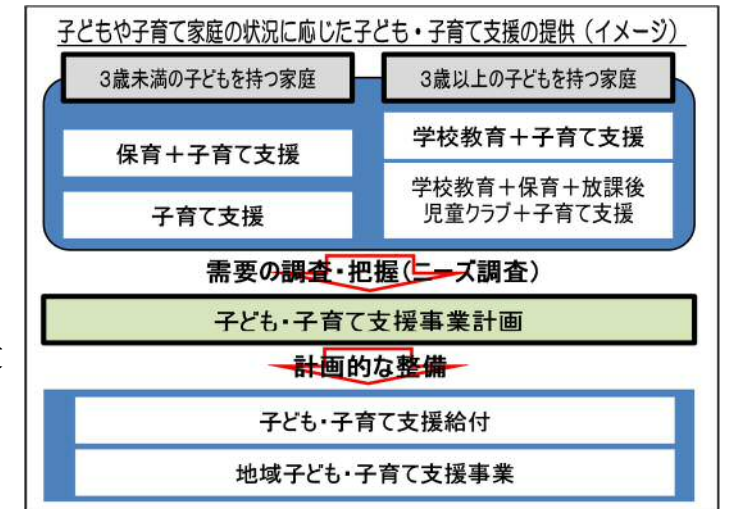 子どもや子育て家庭の状況に応じた子ども・子育て支援の提供（イメージ）
3歳未満の子どもを持つ家庭
保育＋子育て支援
子育て支援
3歳以上の子どもを持つ家庭
学校教育＋子育て支援
学校教育＋保育＋放課後
児童クラブ＋子育て支援
需要の調査・把握（ニーズ調査）
子ども・子育て支援事業計画
計画的な整備
子ども・子育て支援給付
地域子ども・子育て支援事業